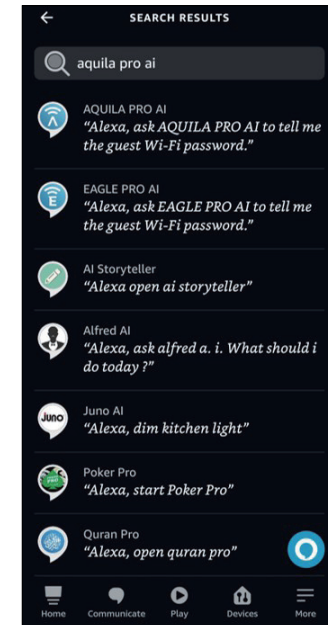 SEARCH RESULTS
aquila pro ai
AQUILA PRO AI
“Alexa, ask AQUILA PRO AI to tell me
the guest Wi-Fi password.”
EAGLE PRO AI
“Alexa, ask EAGLE PRO AI to tell me
the guest Wi-Fi password.”
AI Storyteller
“Alexa open ai storyteller”
Alfred AI
“Alexa, ask alfred a. i. What should i
do today ?”
Juno
Juno AI
“Alexa, dim kitchen light”
Poker Pro
“Alexa, start Poker Pro”
Quran Pro
“Alexa, open quran pro”
Home
Communicate
Play
Devices
More